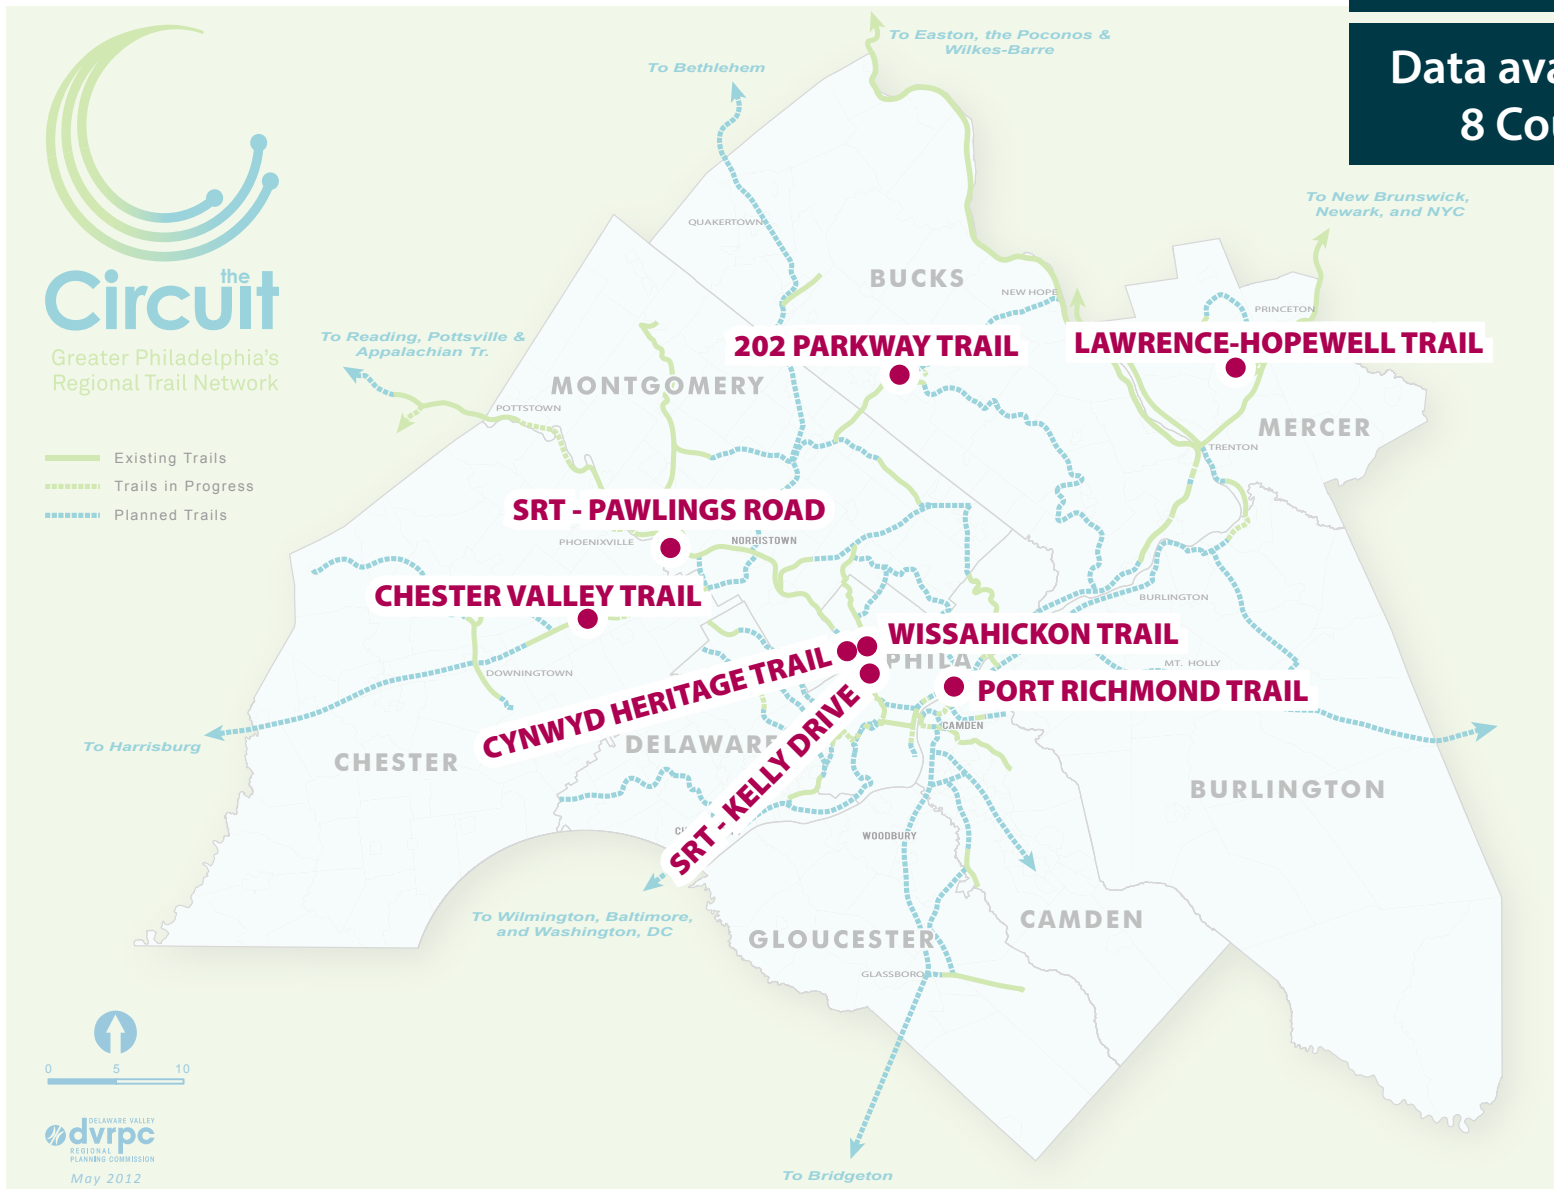 To Easton, the Poconos &
Wilkes-Barre
Data
8
To Bethlehem
To New Brunswick,
Newark, and NYC
QUAKERTOWN
the
Circuit
Greater Philadelphia's
Regional Trail Network
BUCKS
NEW HOPE
PRINCETON
To Reading, Pottsville &
Appalachian Tr.
202 PARKWAY TRAIL
LAWRENCE-HOPEWELL TRAIL
MONTGOMERY
POTTSTOWN
MERCER
TRENTON
Existing Trails
Trails in Progress
Planned Trails
SRT - PAWLINGS ROAD
PHOENIXVILLE
NORRISTOWN
CHESTER VALLEY TRAIL
BURLINGTON
WISSAHICKON TRAIL
PHILA
MT. HOLLY
DOWNINGTOWN
CYNWYD HERITAGE TRAIL
PORT RICHMOND TRAIL
CAMDEN
To Harrisburg
CHESTER
DELAWARE
SRT - KELLY DRIVE
BURLINGTON
WOODBURY
To Wilmington, Baltimore,
and Washington, DC
GLOUCESTER
CAMDEN
GLASSBORO
0 5 10
DELAWARE VALLEY
dvrpc
REGIONAL
PLANNING COMMISSION
May 2012
To Bridgeton